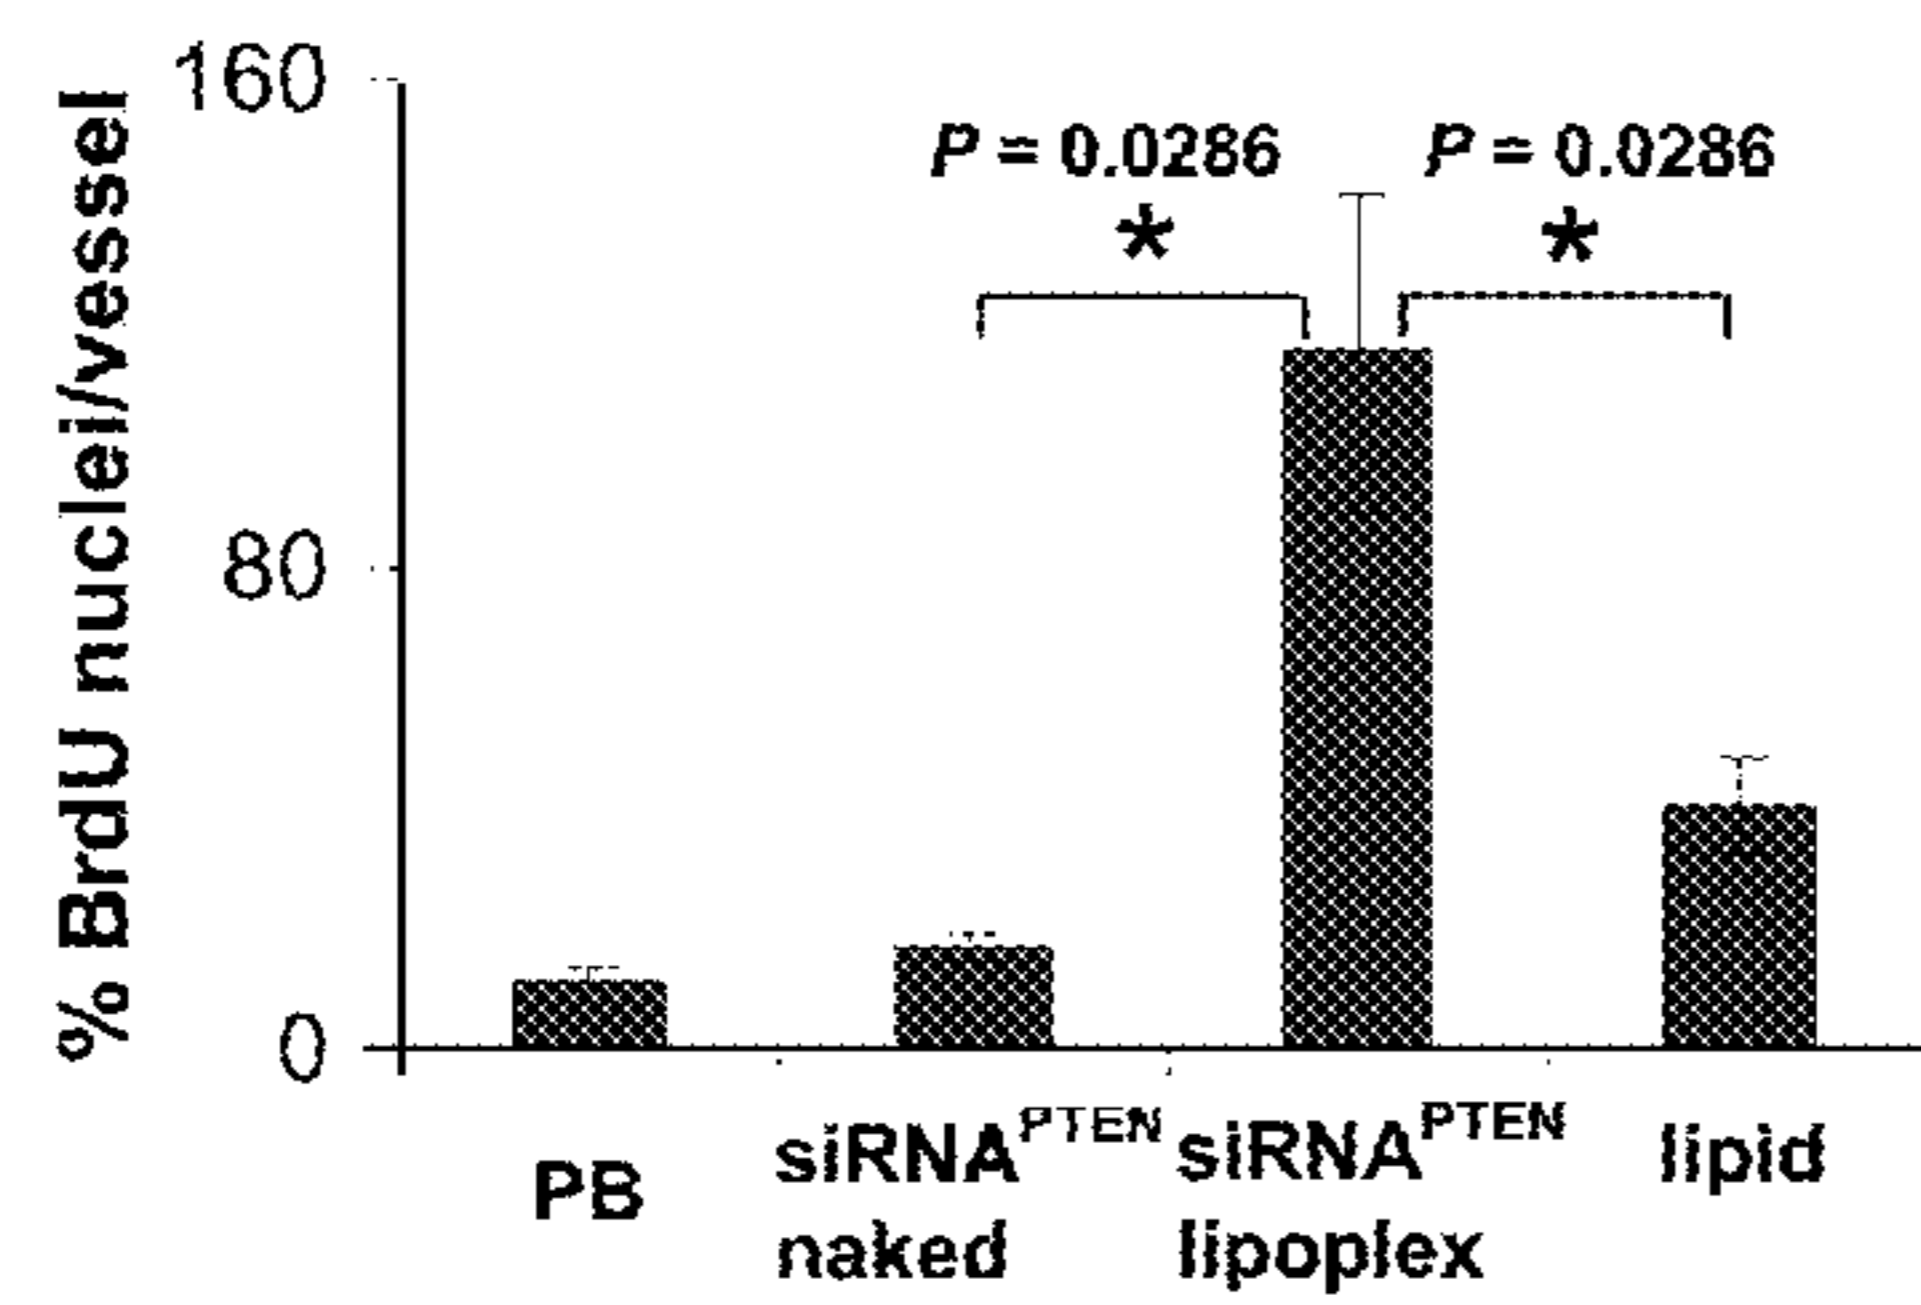 % BrdU nuclei/vessel
160
80
0
P = 0.0286 P = 0.0286
* *
PB
siRNA^PTEN naked
siRNA^PTEN lipoplex
lipid